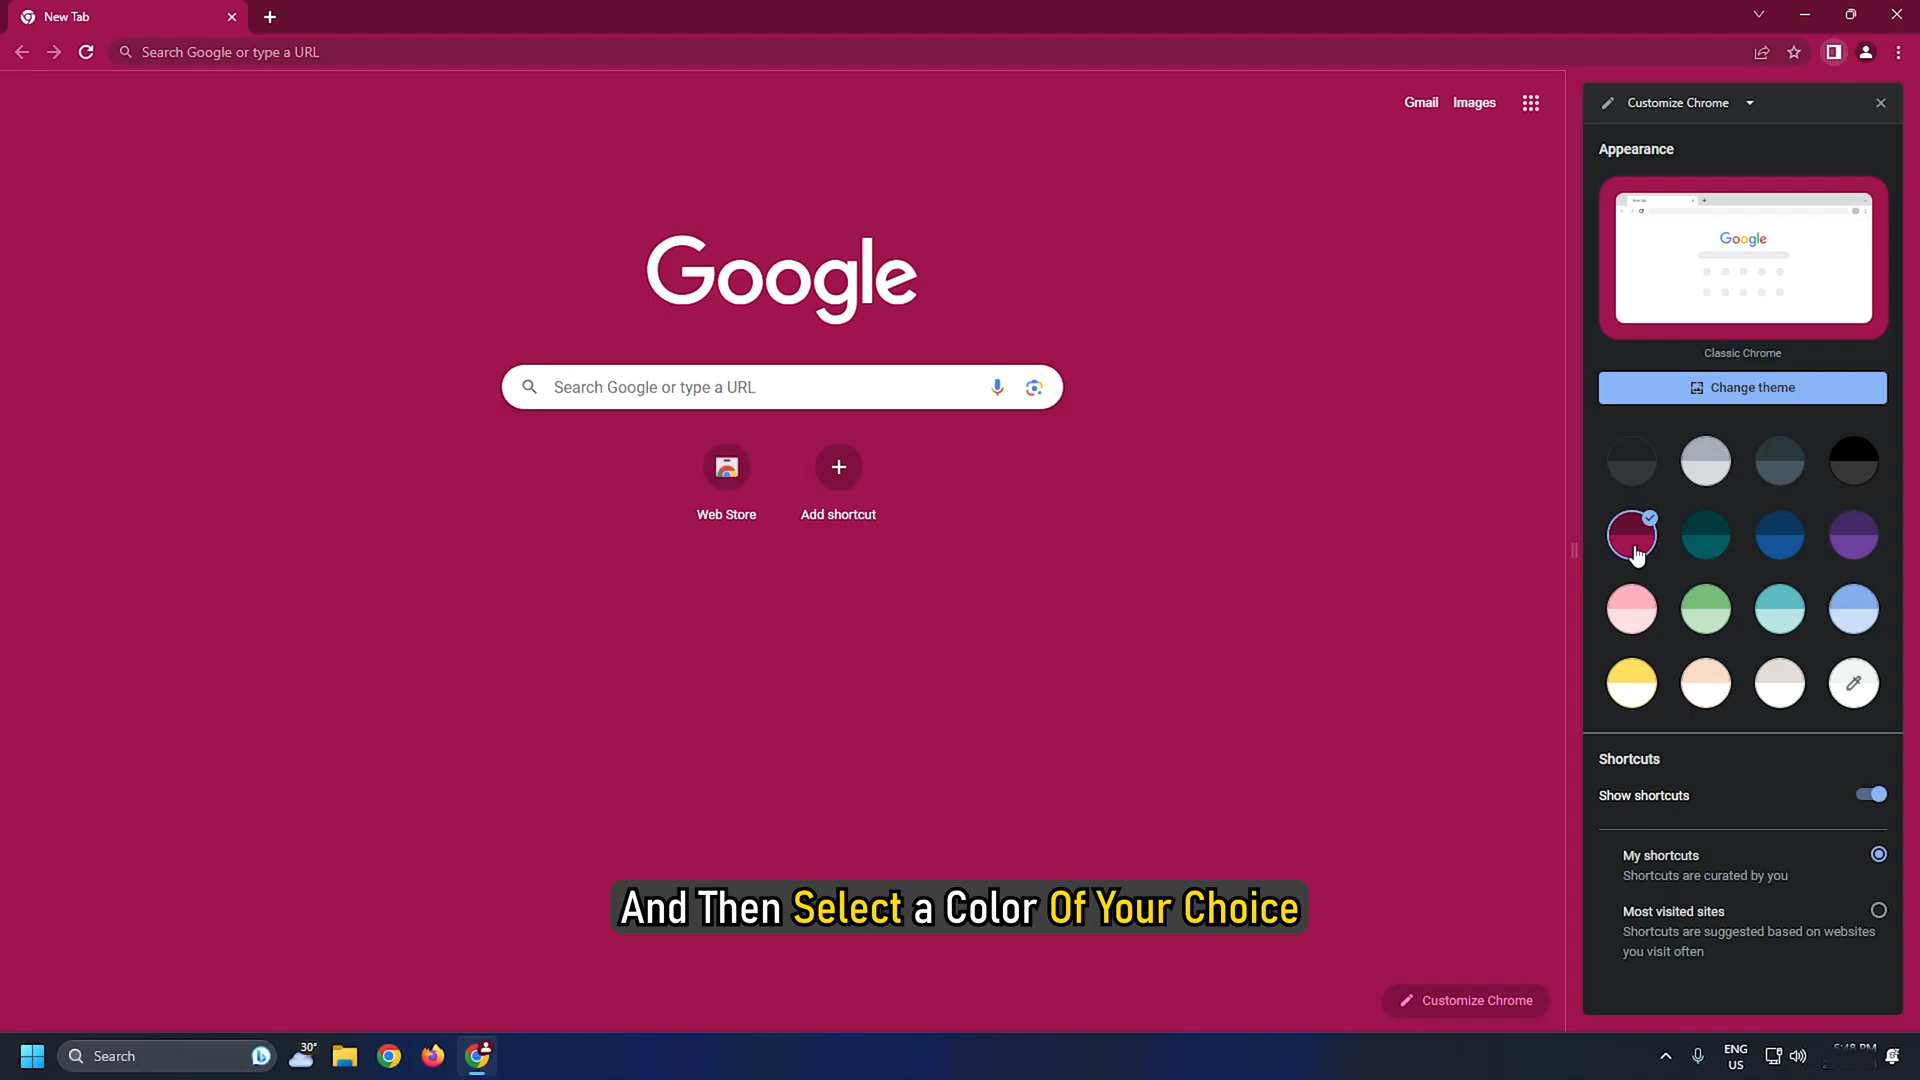 New Tab
Search Google or type a URL
Gmail Images
Customize Chrome
Appearance
Google
Google
Classic Chrome
Change theme
Search Google or type a URL
Web Store
Add shortcut
Shortcuts
Show shortcuts
My shortcuts
Shortcuts are curated by you
Most visited sites
Shortcuts are suggested based on websites
you visit often
And Then Select a Color Of Your Choice
Customize Chrome
Search
30°
ENG
US